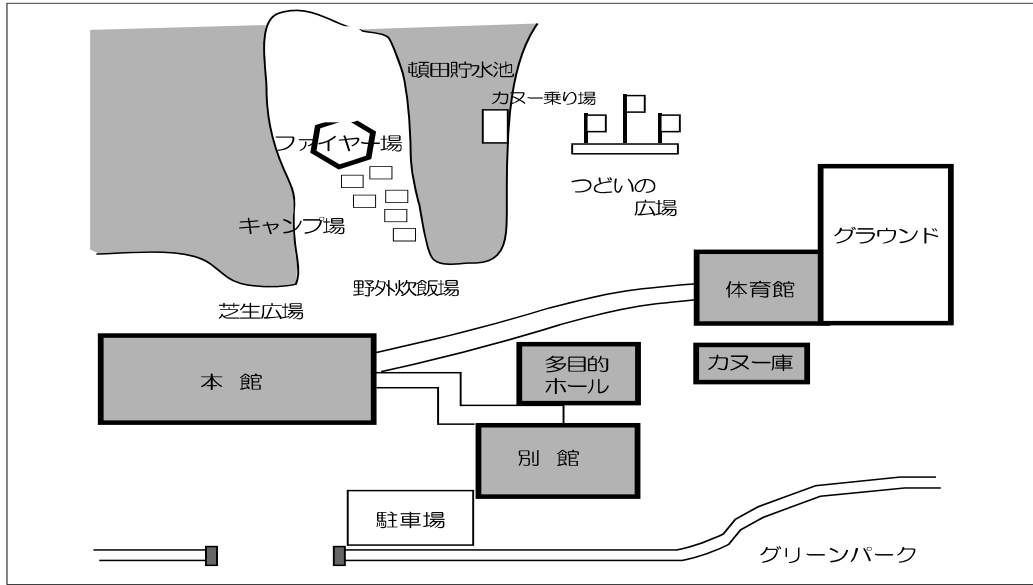 頓田貯水池
カヌー乗り場
ファイヤー場
つどいの
広場
キャンプ場
グラウンド
野外炊飯場
体育館
芝生広場
多目的
ホール
カヌー庫
本 館
別 館
駐車場
グリーンパーク